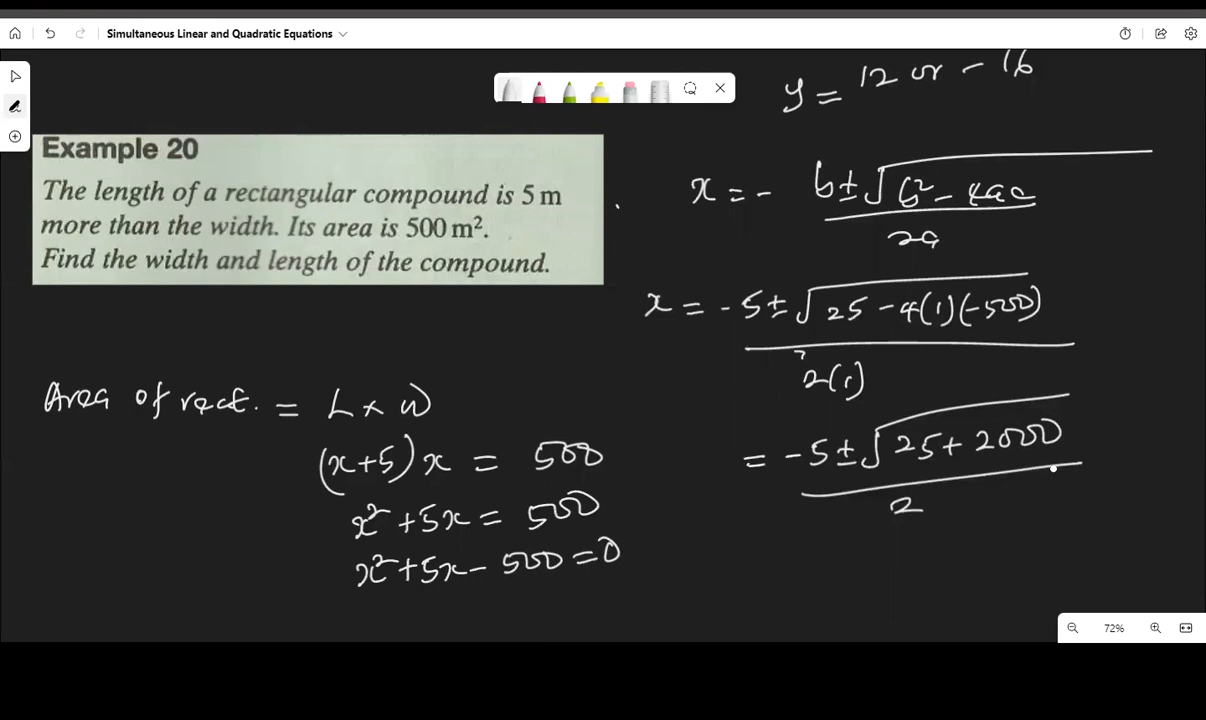 Simultaneous Linear and Quadratic Equations
y = 12 or - 16
Example 20
The length of a rectangular compound is 5 m
more than the width. Its area is 500 m².
Find the width and length of the compound.
x = - b ± √b² - 4ac
2a
x = - 5 ± √25 - 4(1)(-500)
2(1)
= -5 ± √25 + 2000
2
Area of rect. = L × W
(x+5)x = 500
x² + 5x = 500
x² + 5x - 500 = 0
72%